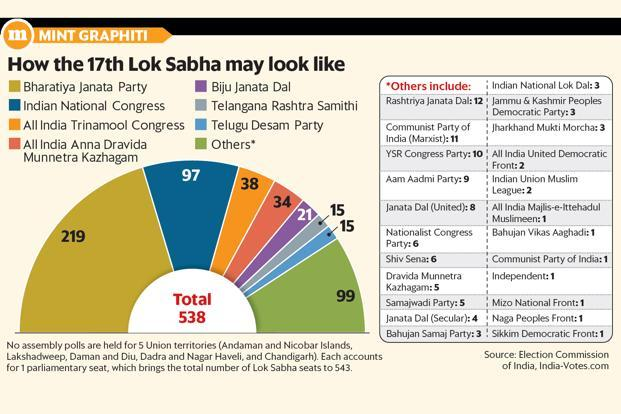 m MINT GRAPHITI
How the 17th Lok Sabha may look like
Bharatiya Janata Party
Indian National Congress
All India Trinamool Congress
All India Anna Dravida
Munnetra Kazhagam
Biju Janata Dal
Telangana Rashtra Samithi
Telugu Desam Party
Others*
219
97
38
34
21
15
15
99
Total
538
*Others include:
Rashtriya Janata Dal: 12
Communist Party of
India (Marxist): 11
YSR Congress Party: 10
Aam Aadmi Party: 9
Janata Dal (United): 8
Nationalist Congress
Party: 6
Shiv Sena: 6
Dravida Munnetra
Kazhagam: 5
Samajwadi Party: 5
Janata Dal (Secular): 4
Bahujan Samaj Party: 3
Indian National Lok Dal: 3
Jammu & Kashmir Peoples
Democratic Party: 3
Jharkhand Mukti Morcha: 3
All India United Democratic
Front: 2
Indian Union Muslim
League: 2
All India Majlis-e-Ittehadul
Muslimeen: 1
Bahujan Vikas Aaghadi: 1
Communist Party of India: 1
Independent: 1
Mizo National Front: 1
Naga Peoples Front: 1
Sikkim Democratic Front: 1
No assembly polls are held for 5 Union territories (Andaman and Nicobar Islands,
Lakshadweep, Daman and Diu, Dadra and Nagar Haveli, and Chandigarh). Each accounts
for 1 parliamentary seat, which brings the total number of Lok Sabha seats to 543.
Source: Election Commission
of India, India-Votes.com